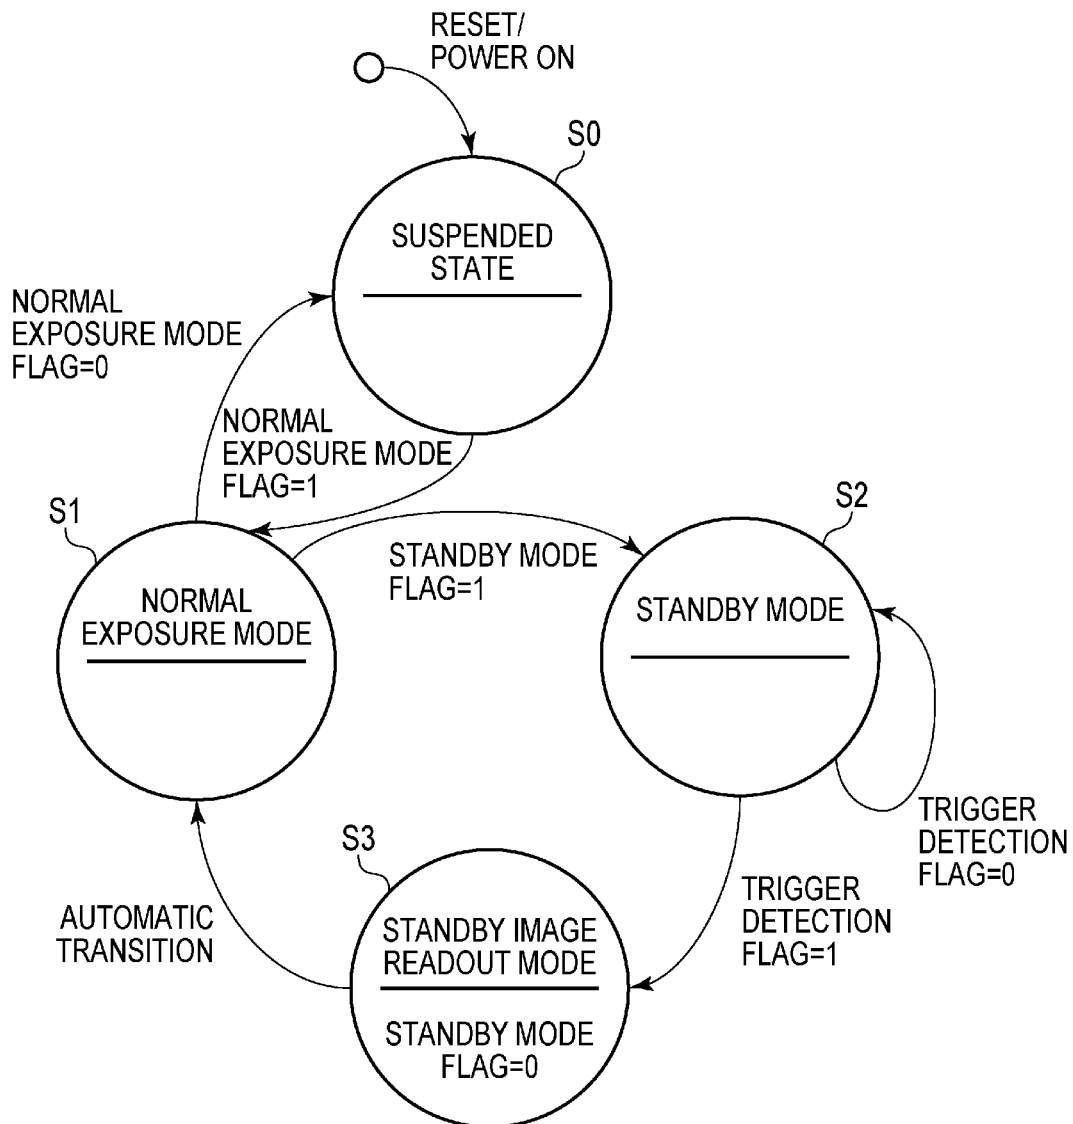 RESET/
POWER ON
S0
SUSPENDED
STATE
NORMAL
EXPOSURE MODE
FLAG=0
NORMAL
EXPOSURE MODE
FLAG=1
S1
S2
STANDBY MODE
FLAG=1
NORMAL
EXPOSURE MODE
STANDBY MODE
TRIGGER
DETECTION
FLAG=0
S3
TRIGGER
DETECTION
FLAG=1
AUTOMATIC
TRANSITION
STANDBY IMAGE
READOUT MODE
STANDBY MODE
FLAG=0